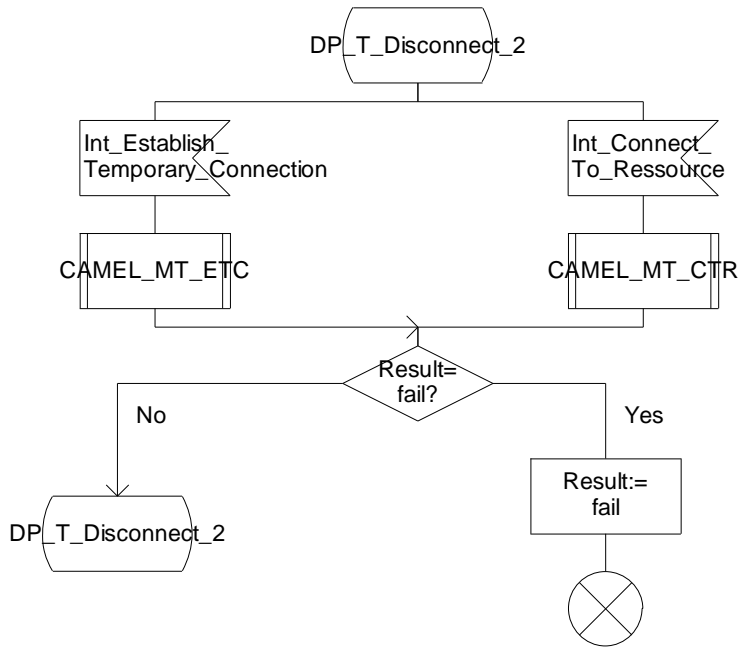 DP_T_Disconnect_2
Int_Establish_
Temporary_Connection
Int_Connect_
To_Ressource
CAMEL_MT_ETC
CAMEL_MT_CTR
Result=
fail?
No
Yes
Result:=
fail
DP_T_Disconnect_2